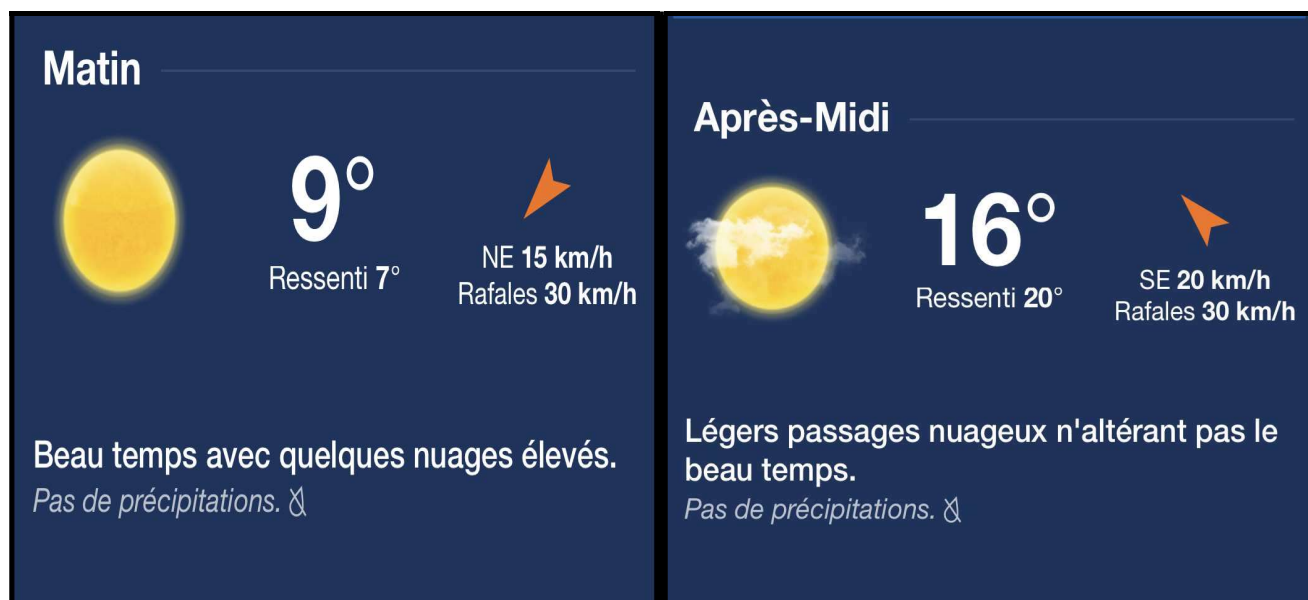 Matin
9°
Ressenti 7°
NE 15 km/h
Rafales 30 km/h
Beau temps avec quelques nuages élevés.
Pas de précipitations.
Après-Midi
16°
Ressenti 20°
SE 20 km/h
Rafales 30 km/h
Légers passages nuageux n'altérant pas le
beau temps.
Pas de précipitations.